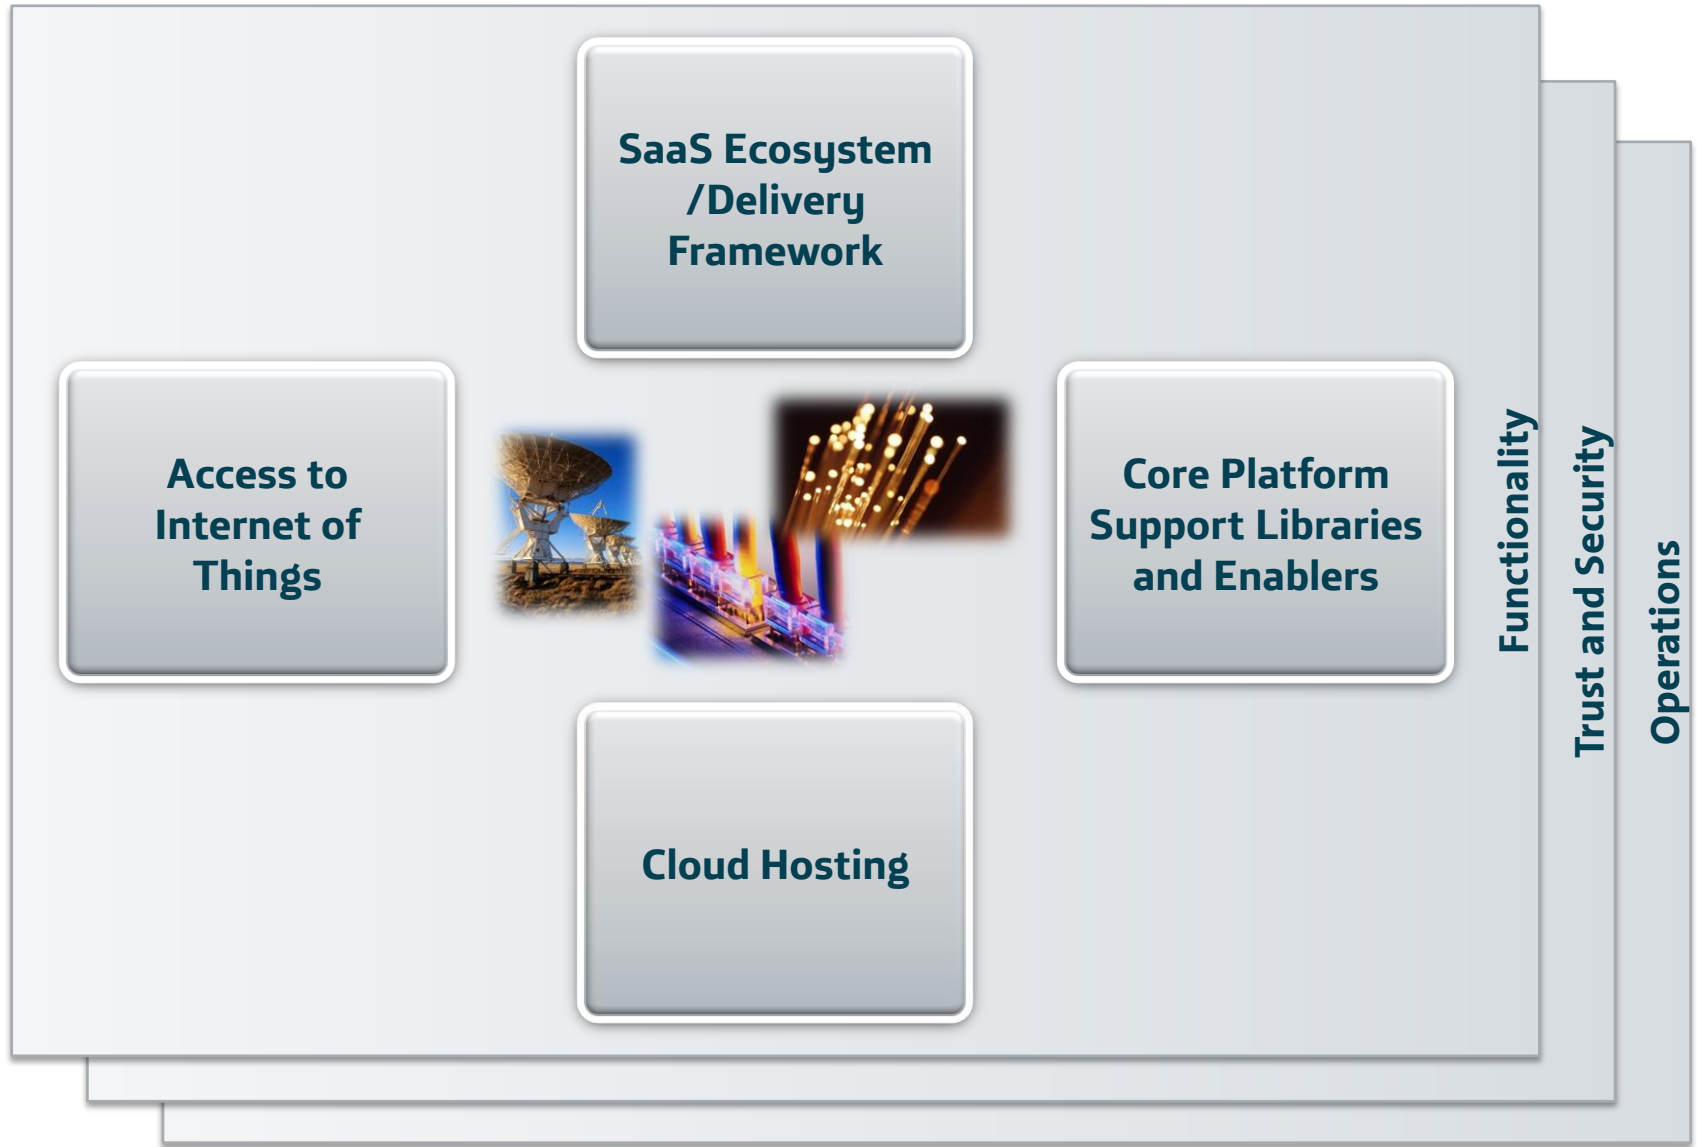 SaaS Ecosystem
/Delivery
Framework
Access to
Internet of
Things
Core Platform
Support Libraries
and Enablers
Cloud Hosting
Functionality
Trust and Security
Operations